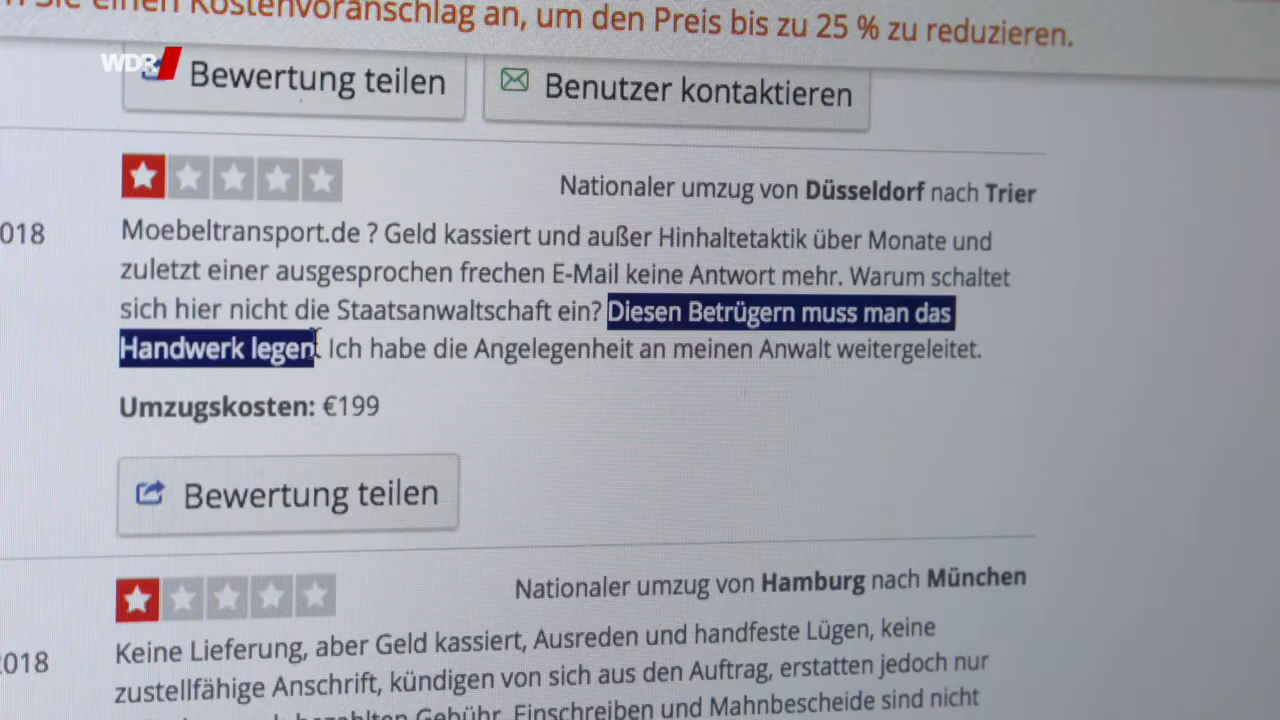 Sie einen Kostenvoranschlag an, um den Preis bis zu 25 % zu reduzieren.
WDR
Bewertung teilen
Benutzer kontaktieren
Nationaler umzug von Düsseldorf nach Trier
018
Moebeltransport.de ? Geld kassiert und außer Hinhaltetaktik über Monate und
zuletzt einer ausgesprochen frechen E-Mail keine Antwort mehr. Warum schaltet
sich hier nicht die Staatsanwaltschaft ein? Diesen Betrügern muss man das
Handwerk legen. Ich habe die Angelegenheit an meinen Anwalt weitergeleitet.
Umzugskosten: €199
Bewertung teilen
Nationaler umzug von Hamburg nach München
2018
Keine Lieferung, aber Geld kassiert, Ausreden und handfeste Lügen, keine
zustellfähige Anschrift, kündigen von sich aus den Auftrag, erstatten jedoch nur
bezahlten Gebühr. Einschreiben und Mahnbescheide sind nicht